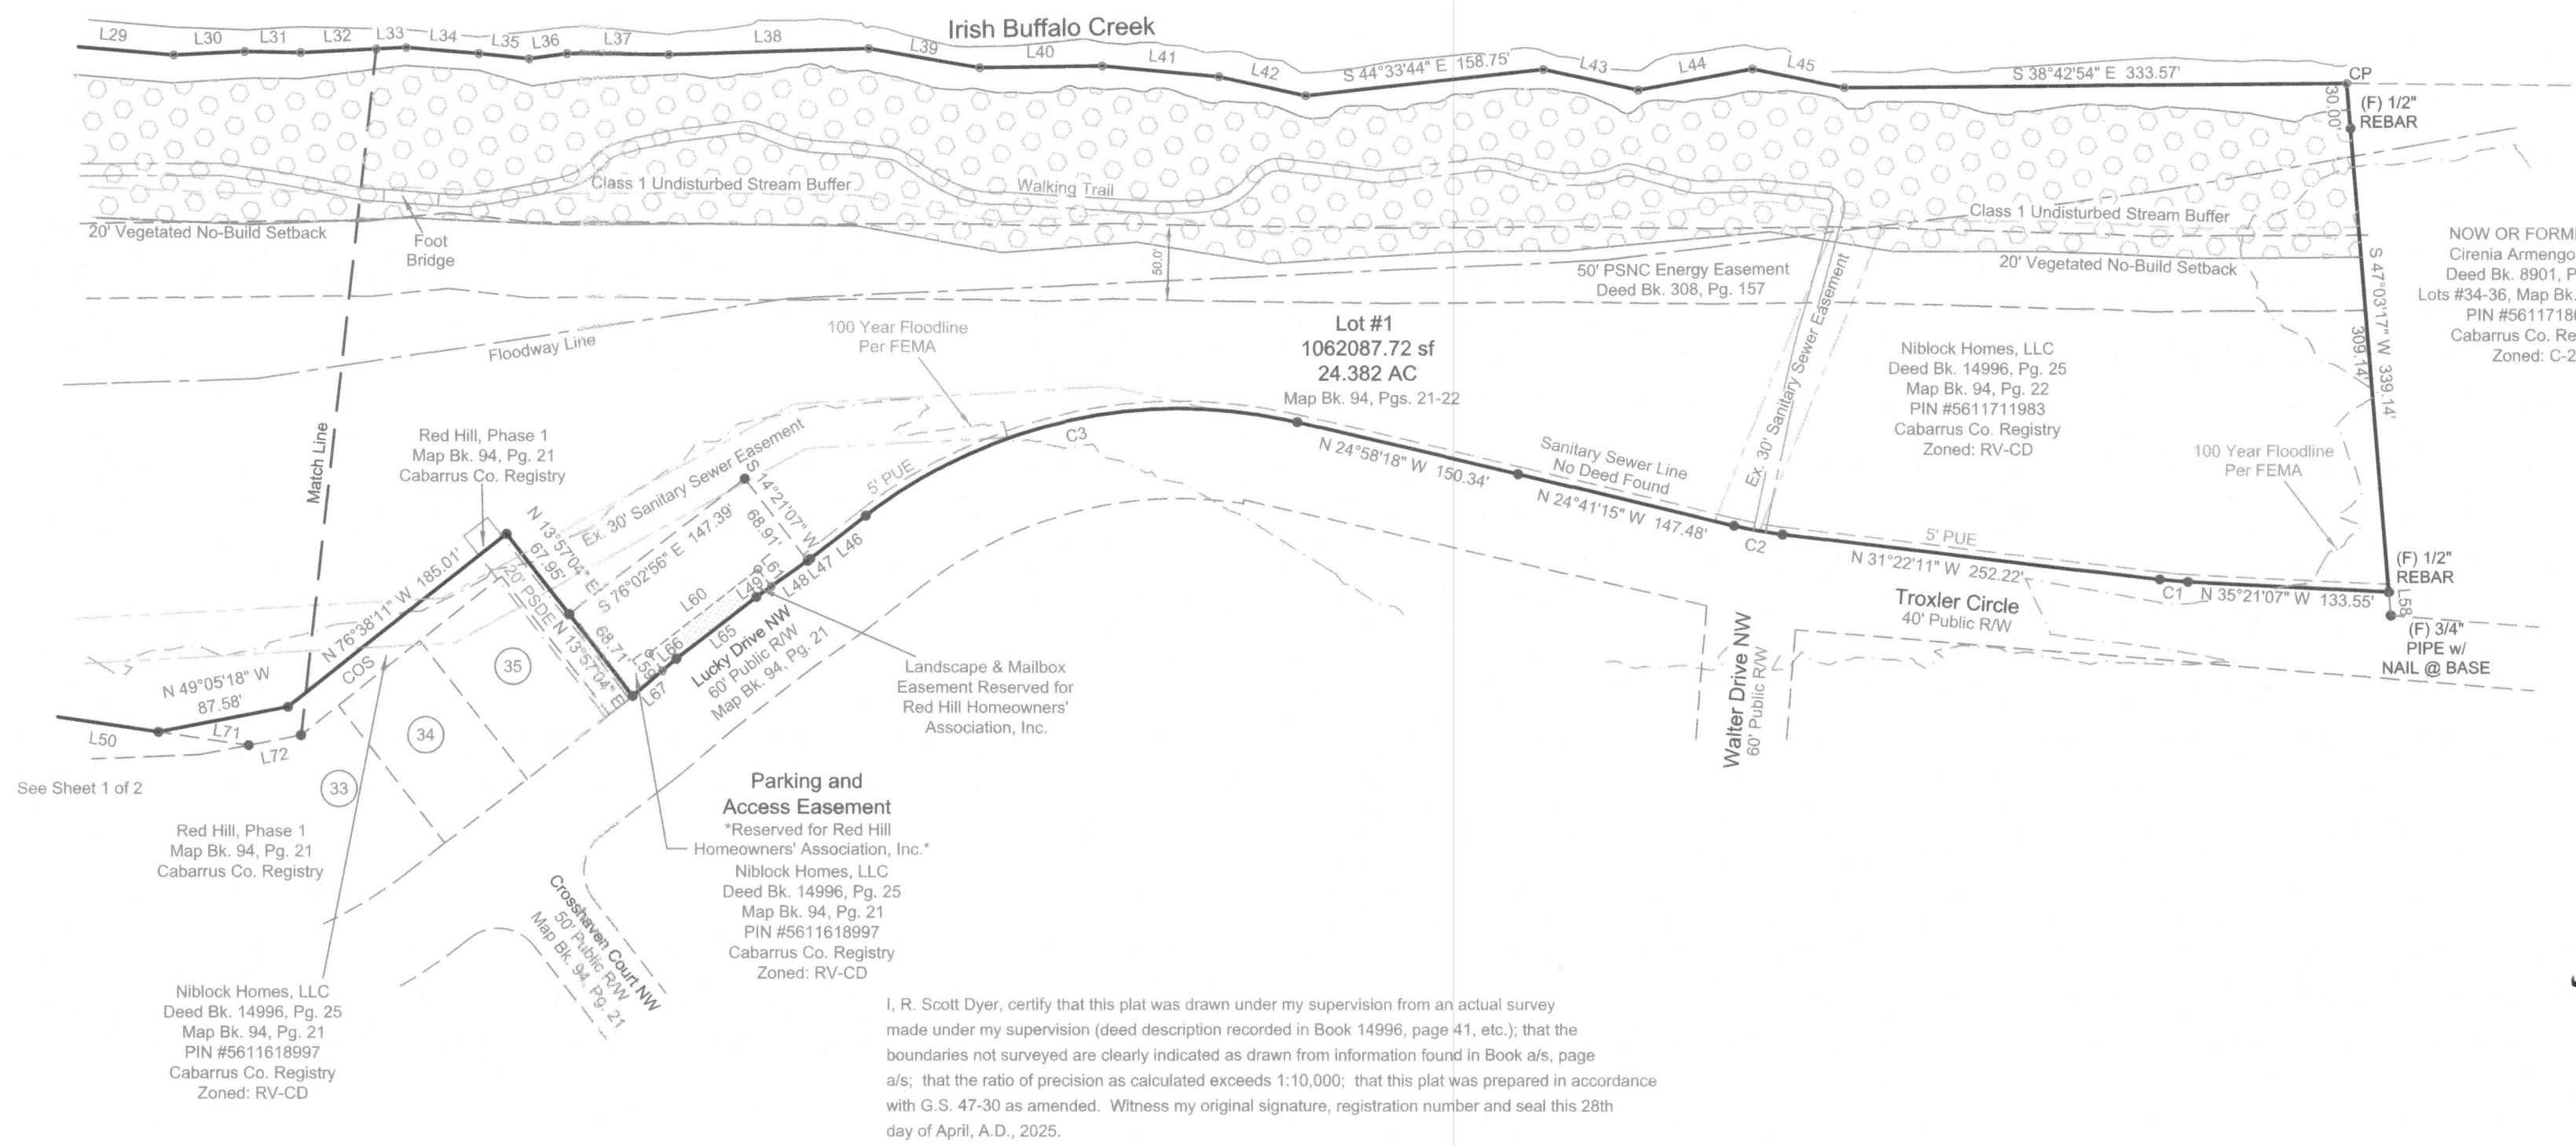 Irish Buffalo Creek
L29
L30
L31
L32
L33
L34
L35
L36
L37
L38
L39
L40
L41
L42
S 44°33'44" E 158.75'
L43
L44
L45
S 38°42'54" E 333.57'
CP
30.00'
(F) 1/2"
REBAR
Class 1 Undisturbed Stream Buffer
Walking Trail
Class 1 Undisturbed Stream Buffer
20' Vegetated No-Build Setback
Foot
Bridge
50.0'
50' PSNC Energy Easement
Deed Bk. 308, Pg. 157
20' Vegetated No-Build Setback
S 47°03'17" W 339.14'
309.14'
NOW OR FORM
Cirenia Armengo
Deed Bk. 8901, P
Lots #34-36, Map Bk.
PIN #5611718
Cabarrus Co. Re
Zoned: C-2
Floodway Line
100 Year Floodline
Per FEMA
Lot #1
1062087.72 sf
24.382 AC
Map Bk. 94, Pgs. 21-22
Ex. 30' Sanitary Sewer Easement
Niblock Homes, LLC
Deed Bk. 14996, Pg. 25
Map Bk. 94, Pg. 22
PIN #5611711983
Cabarrus Co. Registry
Zoned: RV-CD
Match Line
Red Hill, Phase 1
Map Bk. 94, Pg. 21
Cabarrus Co. Registry
Ex. 30' Sanitary Sewer Easement
C3
5' PUE
N 24°58'18" W 150.34'
Sanitary Sewer Line
No Deed Found
N 24°41'15" W 147.48'
C2
5' PUE
N 31°22'11" W 252.22'
C1
N 35°21'07" W 133.55'
100 Year Floodline
Per FEMA
(F) 1/2"
REBAR
L58
(F) 3/4"
PIPE w/
NAIL @ BASE
Troxler Circle
40' Public R/W
Walter Drive NW
60' Public R/W
N 13°57'04" E
67.95'
S 76°02'56" E 147.39'
S 14°21'07" W
68.91'
L46
L47
L48
L49
L61
L60
L65
L66
L59
L67
68.71'
N 13°57'04" E
20' PSDE
N 76°38'11" W 185.01'
COS
N 49°05'18" W
87.58'
L50
L71
L72
35
34
33
Lucky Drive NW
60' Public R/W
Map Bk. 94, Pg. 21
Landscape & Mailbox
Easement Reserved for
Red Hill Homeowners'
Association, Inc.
See Sheet 1 of 2
Red Hill, Phase 1
Map Bk. 94, Pg. 21
Cabarrus Co. Registry
Parking and
Access Easement
*Reserved for Red Hill
Homeowners' Association, Inc.*
Niblock Homes, LLC
Deed Bk. 14996, Pg. 25
Map Bk. 94, Pg. 21
PIN #5611618997
Cabarrus Co. Registry
Zoned: RV-CD
Crosshaven Court NW
50' Public R/W
Map Bk. 94, Pg. 21
Niblock Homes, LLC
Deed Bk. 14996, Pg. 25
Map Bk. 94, Pg. 21
PIN #5611618997
Cabarrus Co. Registry
Zoned: RV-CD
I, R. Scott Dyer, certify that this plat was drawn under my supervision from an actual survey
made under my supervision (deed description recorded in Book 14996, page 41, etc.); that the
boundaries not surveyed are clearly indicated as drawn from information found in Book a/s, page
a/s; that the ratio of precision as calculated exceeds 1:10,000; that this plat was prepared in accordance
with G.S. 47-30 as amended. Witness my original signature, registration number and seal this 28th
day of April, A.D., 2025.